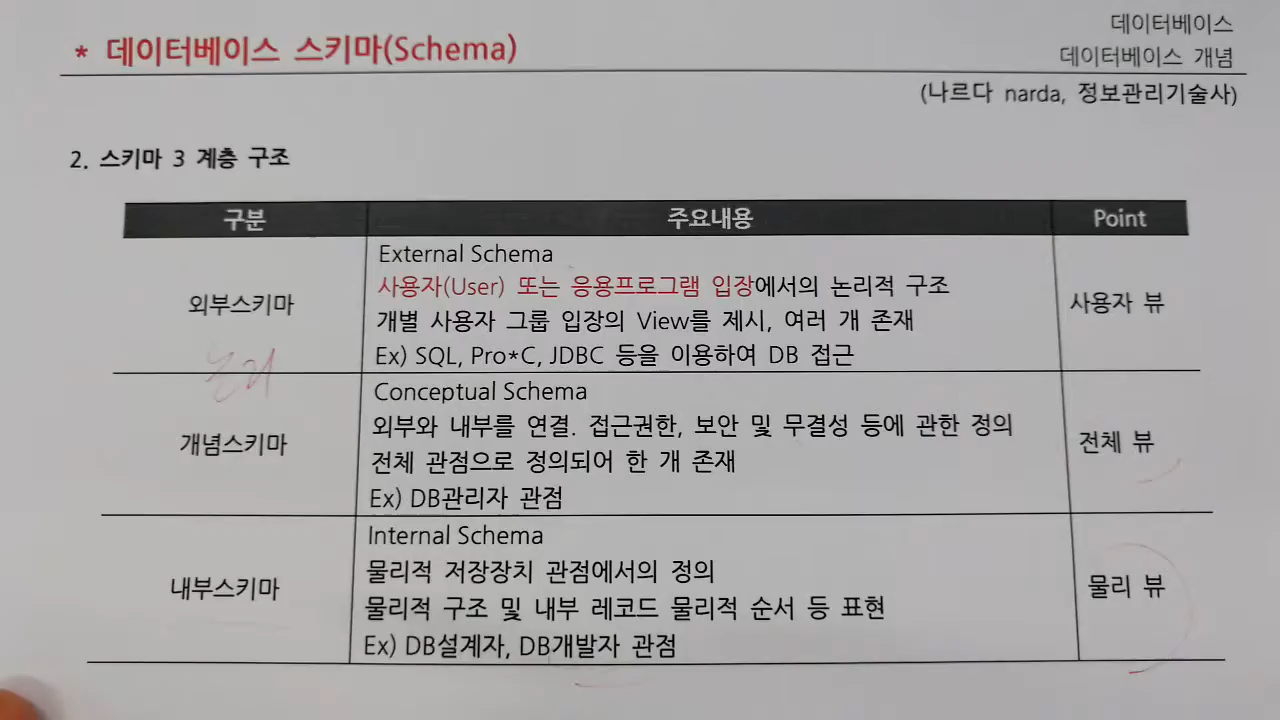 * 데이터베이스 스키마(Schema)
데이터베이스
데이터베이스 개념
(나르다 narda, 정보관리기술사)
2. 스키마 3 계층 구조
구분 주요내용 Point
외부스키마
External Schema
사용자(User) 또는 응용프로그램 입장에서의 논리적 구조
개별 사용자 그룹 입장의 View를 제시, 여러 개 존재
Ex) SQL, Pro*C, JDBC 등을 이용하여 DB 접근
사용자 뷰
논리
개념스키마
Conceptual Schema
외부와 내부를 연결. 접근권한, 보안 및 무결성 등에 관한 정의
전체 관점으로 정의되어 한 개 존재
Ex) DB관리자 관점
전체 뷰
내부스키마
Internal Schema
물리적 저장장치 관점에서의 정의
물리적 구조 및 내부 레코드 물리적 순서 등 표현
Ex) DB설계자, DB개발자 관점
물리 뷰